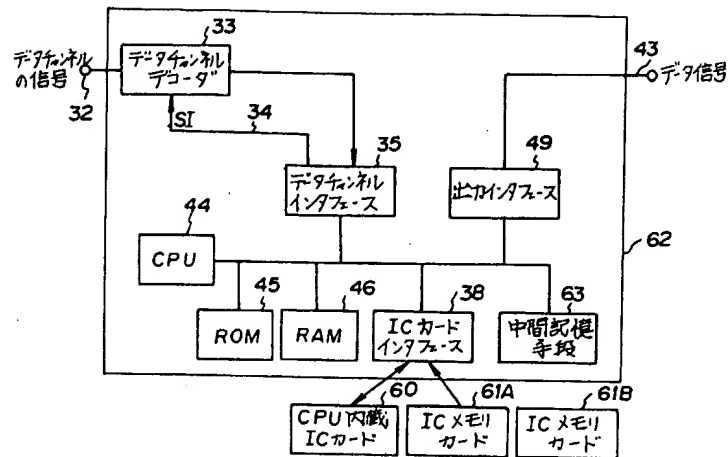 33
データチャンネル
の信号
32
データチャンネル
デコーダ
SI
34
35
データチャンネル
インタフェース
43
データ信号
49
出力インタフェース
62
44
CPU
45
ROM
46
RAM
38
ICカード
インタフェース
63
中間記憶
手段
60
CPU内蔵
ICカード
61A
ICメモリ
カード
61B
ICメモリ
カード